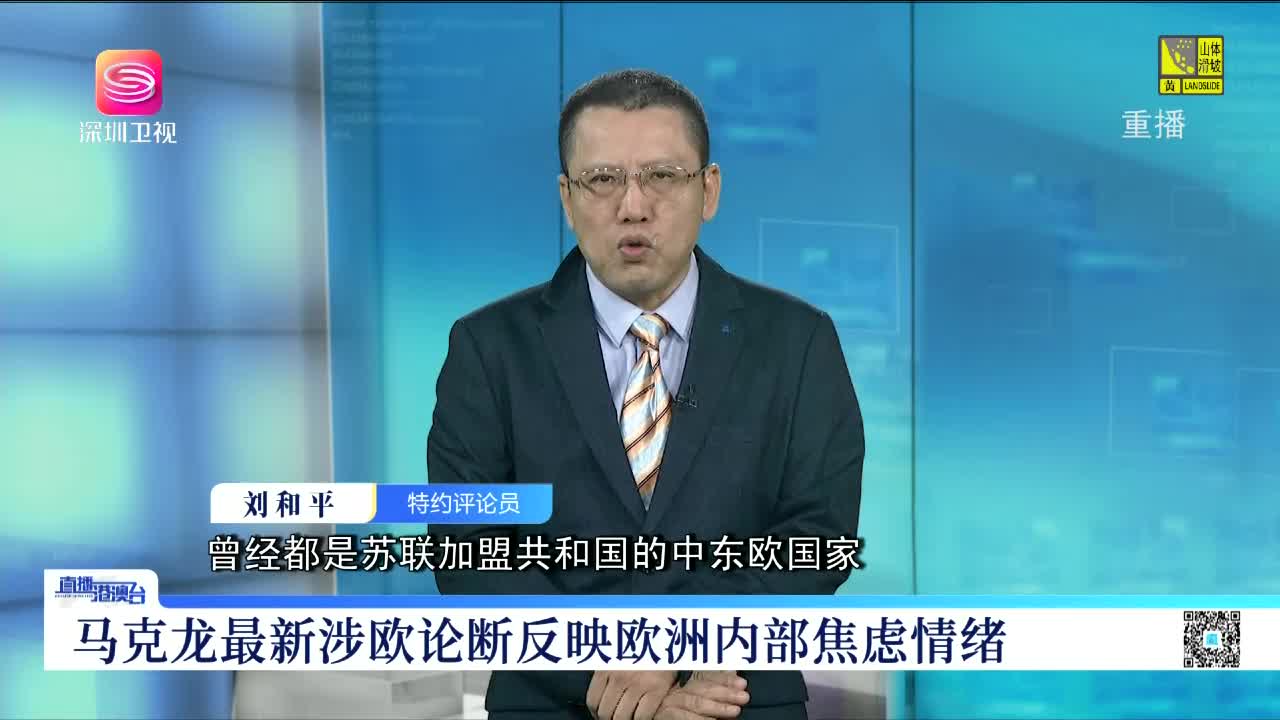 深圳卫视
山体
滑坡
黄 LANDSLIDE
重播
刘和平 特约评论员
曾经都是苏联加盟共和国的中东欧国家
直播港澳台
马克龙最新涉欧论断反映欧洲内部焦虑情绪